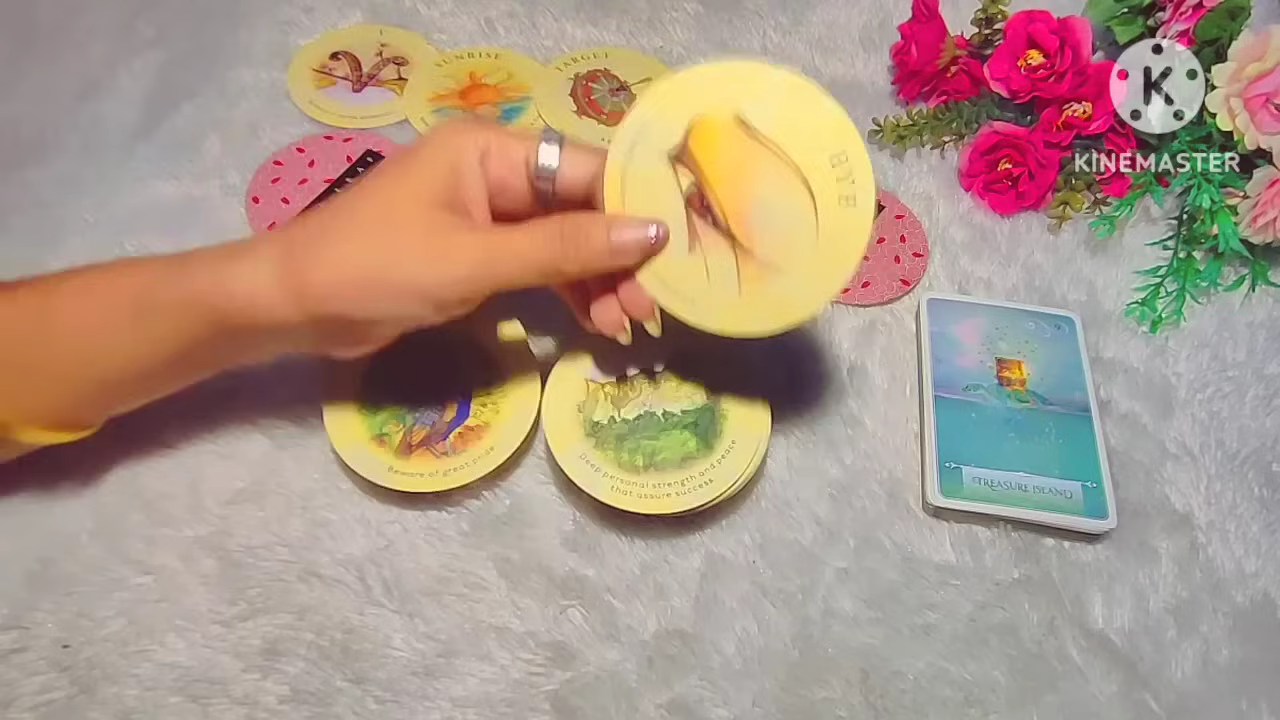 I
SUNRISE
TARGET
EYE
K
KINEMASTER
Beware of great pride
Deep personal strength and peace
that assure success
TREASURE ISLAND